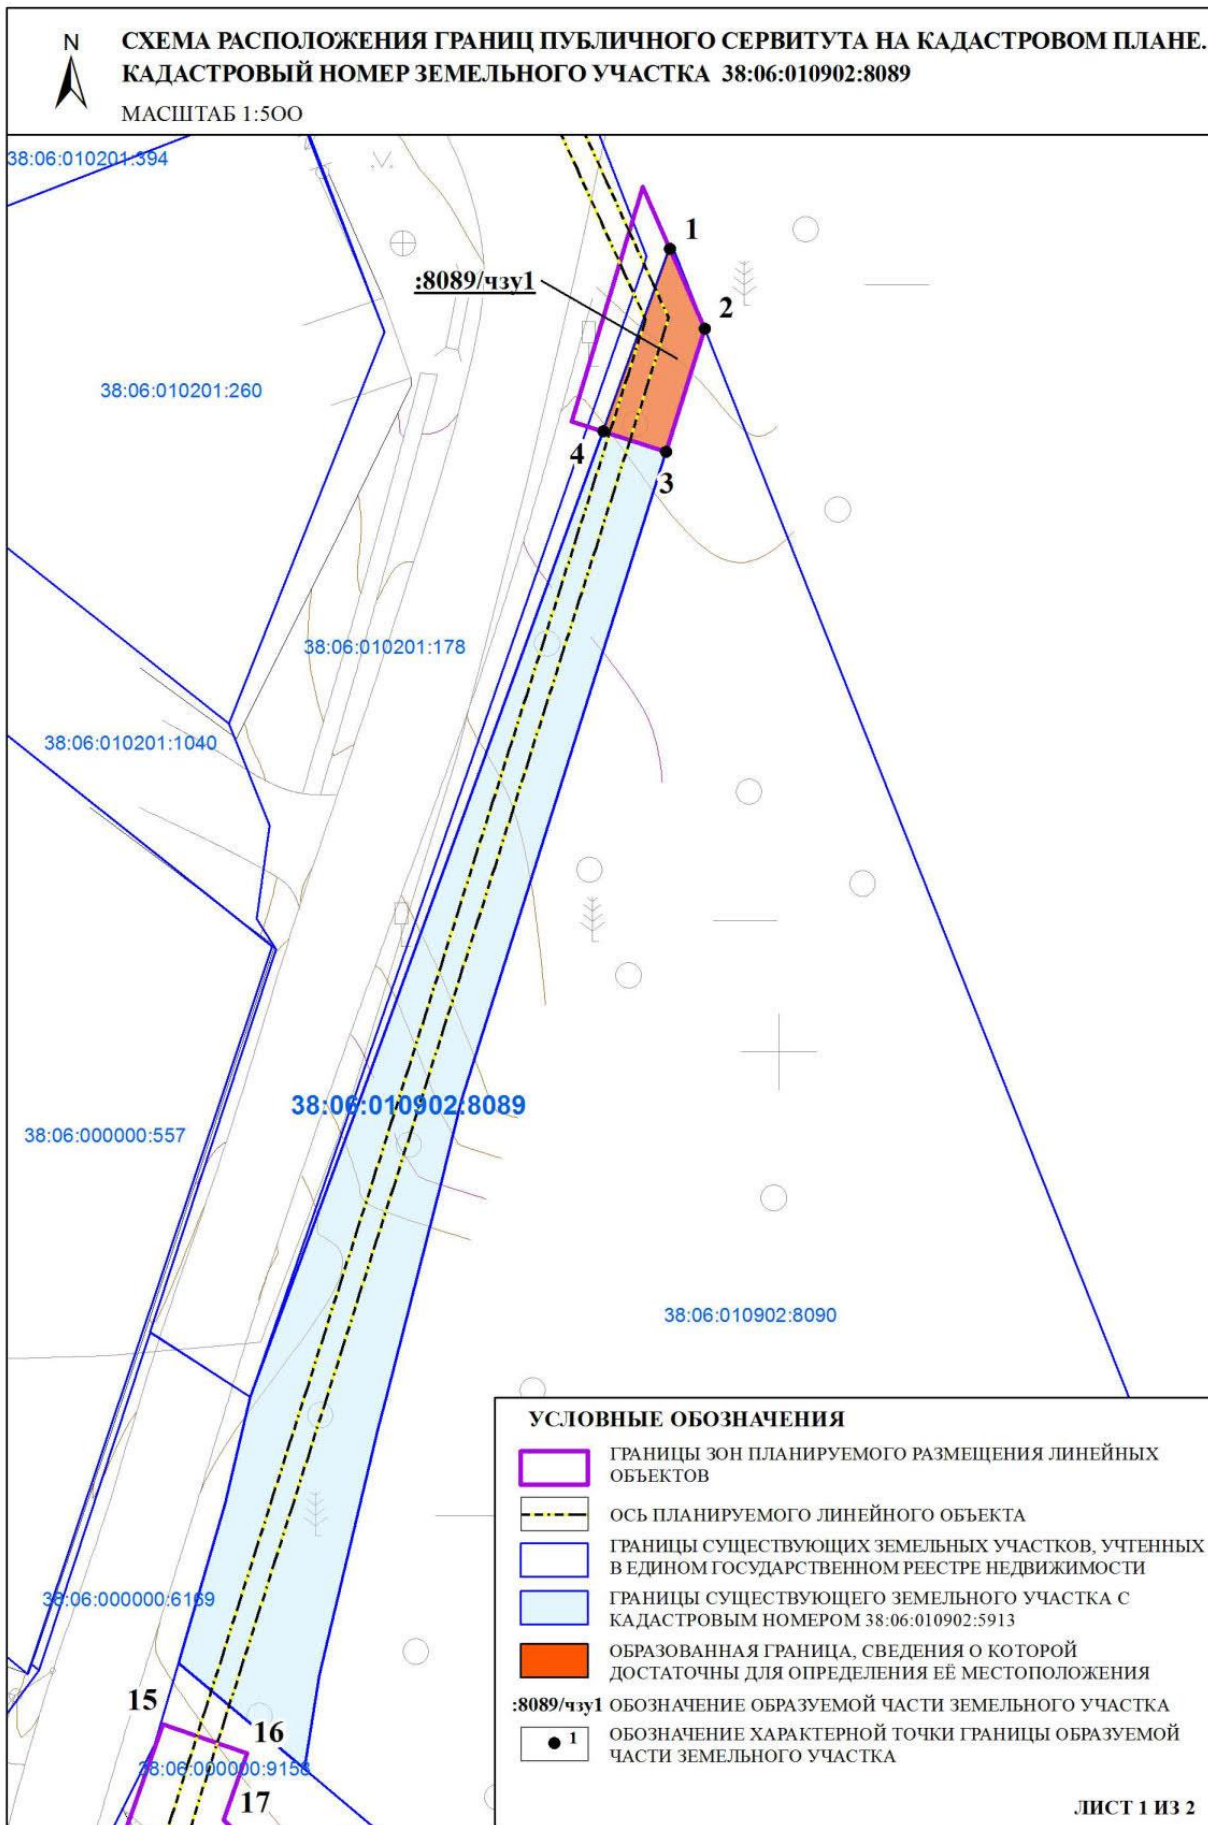 N
СХЕМА РАСПОЛОЖЕНИЯ ГРАНИЦ ПУБЛИЧНОГО СЕРВИТУТА НА КАДАСТРОВОМ ПЛАНЕ.
КАДАСТРОВЫЙ НОМЕР ЗЕМЕЛЬНОГО УЧАСТКА 38:06:010902:8089
МАСШТАБ 1:5ОО
38:06:010201:394
1
:8089/чзу1
2
38:06:010201:260
4
3
38:06:010201:178
38:06:010201:1040
38:06:010902:8089
38:06:000000:557
38:06:010902:8090
38:06:000000:6169
15
16
38:06:000000:9158
17
УСЛОВНЫЕ ОБОЗНАЧЕНИЯ
ГРАНИЦЫ ЗОН ПЛАНИРУЕМОГО РАЗМЕЩЕНИЯ ЛИНЕЙНЫХ
ОБЪЕКТОВ
ОСЬ ПЛАНИРУЕМОГО ЛИНЕЙНОГО ОБЪЕКТА
ГРАНИЦЫ СУЩЕСТВУЮЩИХ ЗЕМЕЛЬНЫХ УЧАСТКОВ, УЧТЕННЫХ
В ЕДИНОМ ГОСУДАРСТВЕННОМ РЕЕСТРЕ НЕДВИЖИМОСТИ
ГРАНИЦЫ СУЩЕСТВУЮЩЕГО ЗЕМЕЛЬНОГО УЧАСТКА С
КАДАСТРОВЫМ НОМЕРОМ 38:06:010902:5913
ОБРАЗОВАННАЯ ГРАНИЦА, СВЕДЕНИЯ О КОТОРОЙ
ДОСТАТОЧНЫ ДЛЯ ОПРЕДЕЛЕНИЯ ЕЁ МЕСТОПОЛОЖЕНИЯ
:8089/чзу1 ОБОЗНАЧЕНИЕ ОБРАЗУЕМОЙ ЧАСТИ ЗЕМЕЛЬНОГО УЧАСТКА
1 ОБОЗНАЧЕНИЕ ХАРАКТЕРНОЙ ТОЧКИ ГРАНИЦЫ ОБРАЗУЕМОЙ
ЧАСТИ ЗЕМЕЛЬНОГО УЧАСТКА
ЛИСТ 1 ИЗ 2